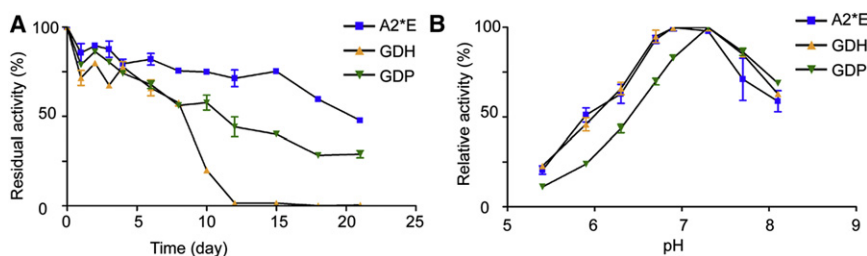 A
Residual activity (%)
100
50
0
0 5 10 15 20 25
Time (day)
A2*E
GDH
GDP
B
Relative activity (%)
100
50
0
5 6 7 8 9
pH
A2*E
GDH
GDP